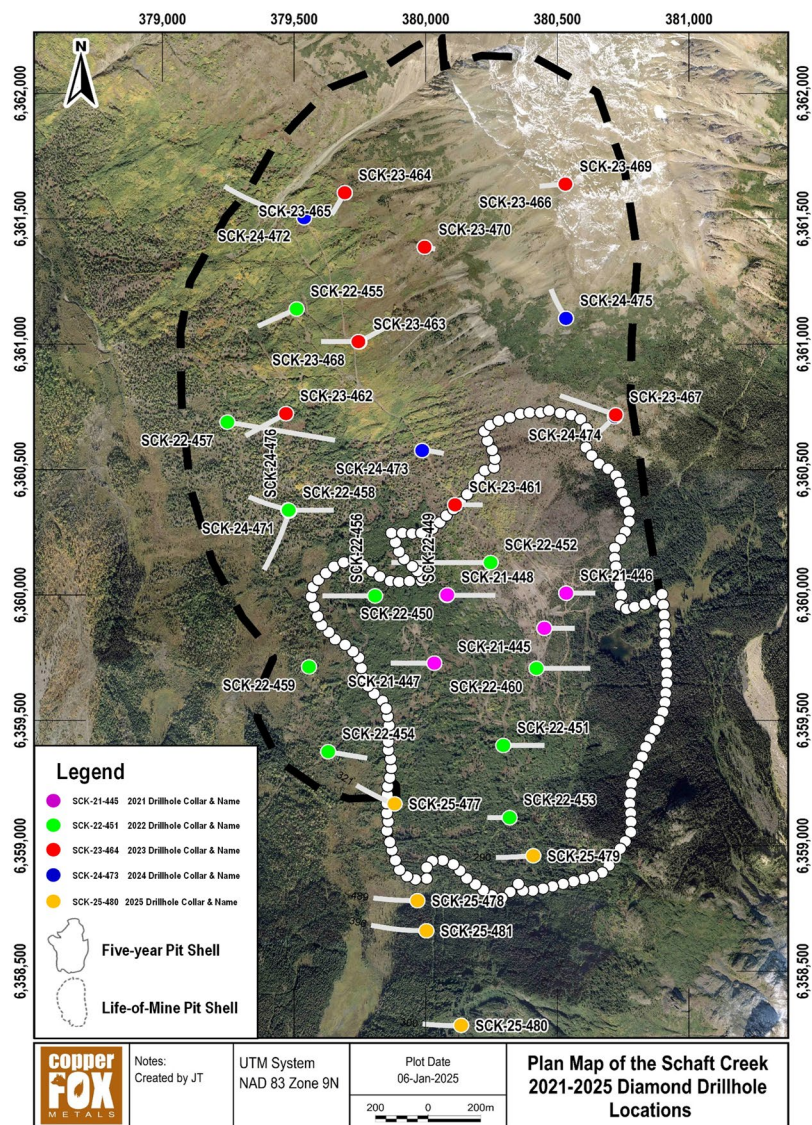 379,000
379,500
380,000
380,500
381,000
N
6,362,000
6,362,000
SCK-23-469
SCK-23-464
SCK-23-466
SCK-23-465
6,361,500
6,361,500
SCK-24-472
SCK-23-470
SCK-22-455
SCK-24-475
SCK-23-463
6,361,000
6,361,000
SCK-23-468
SCK-23-462
SCK-23-467
SCK-22-457
SCK-24-474
SCK-24-476
SCK-24-473
6,360,500
6,360,500
SCK-22-458
SCK-23-461
SCK-24-471
SCK-22-456
SCK-22-449
SCK-22-452
SCK-21-448
SCK-21-446
6,360,000
6,360,000
SCK-22-450
SCK-21-445
SCK-21-447
SCK-22-459
SCK-22-460
6,359,500
6,359,500
SCK-22-454
SCK-22-451
321
SCK-25-477
SCK-22-453
6,359,000
6,359,000
290
SCK-25-479
SCK-25-478
SCK-25-481
6,358,500
6,358,500
SCK-25-480
Legend
SCK-21-445 2021 Drillhole Collar & Name
SCK-22-451 2022 Drillhole Collar & Name
SCK-23-464 2023 Drillhole Collar & Name
SCK-24-473 2024 Drillhole Collar & Name
SCK-25-480 2025 Drillhole Collar & Name
Five-year Pit Shell
Life-of-Mine Pit Shell
copper
FOX
METALS
Notes:
Created by JT
UTM System
NAD 83 Zone 9N
Plot Date
06-Jan-2025
200 0 200m
Plan Map of the Schaft Creek
2021-2025 Diamond Drillhole
Locations